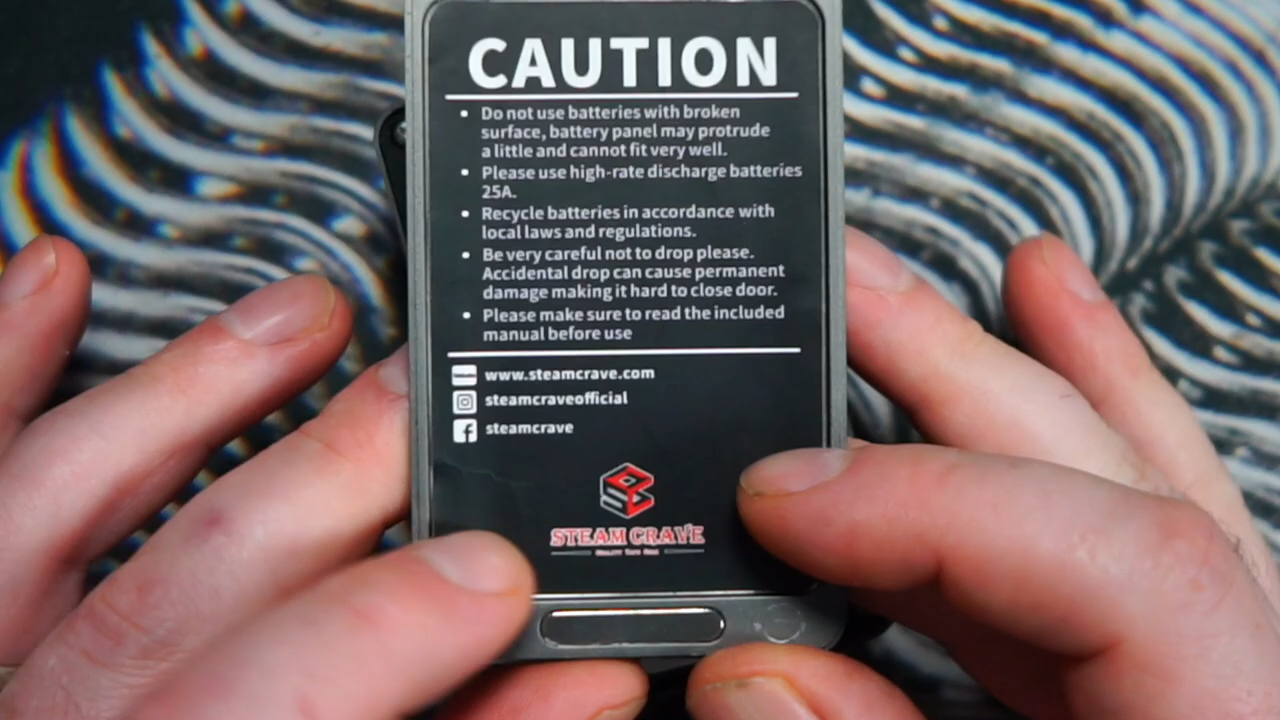 CAUTION
• Do not use batteries with broken
surface, battery panel may protrude
a little and cannot fit very well.
• Please use high-rate discharge batteries
25A.
• Recycle batteries in accordance with
local laws and regulations.
• Be very careful not to drop please.
Accidental drop can cause permanent
damage making it hard to close door.
• Please make sure to read the included
manual before use
www.steamcrave.com
steamcraveofficial
steamcrave
STEAM CRAVE